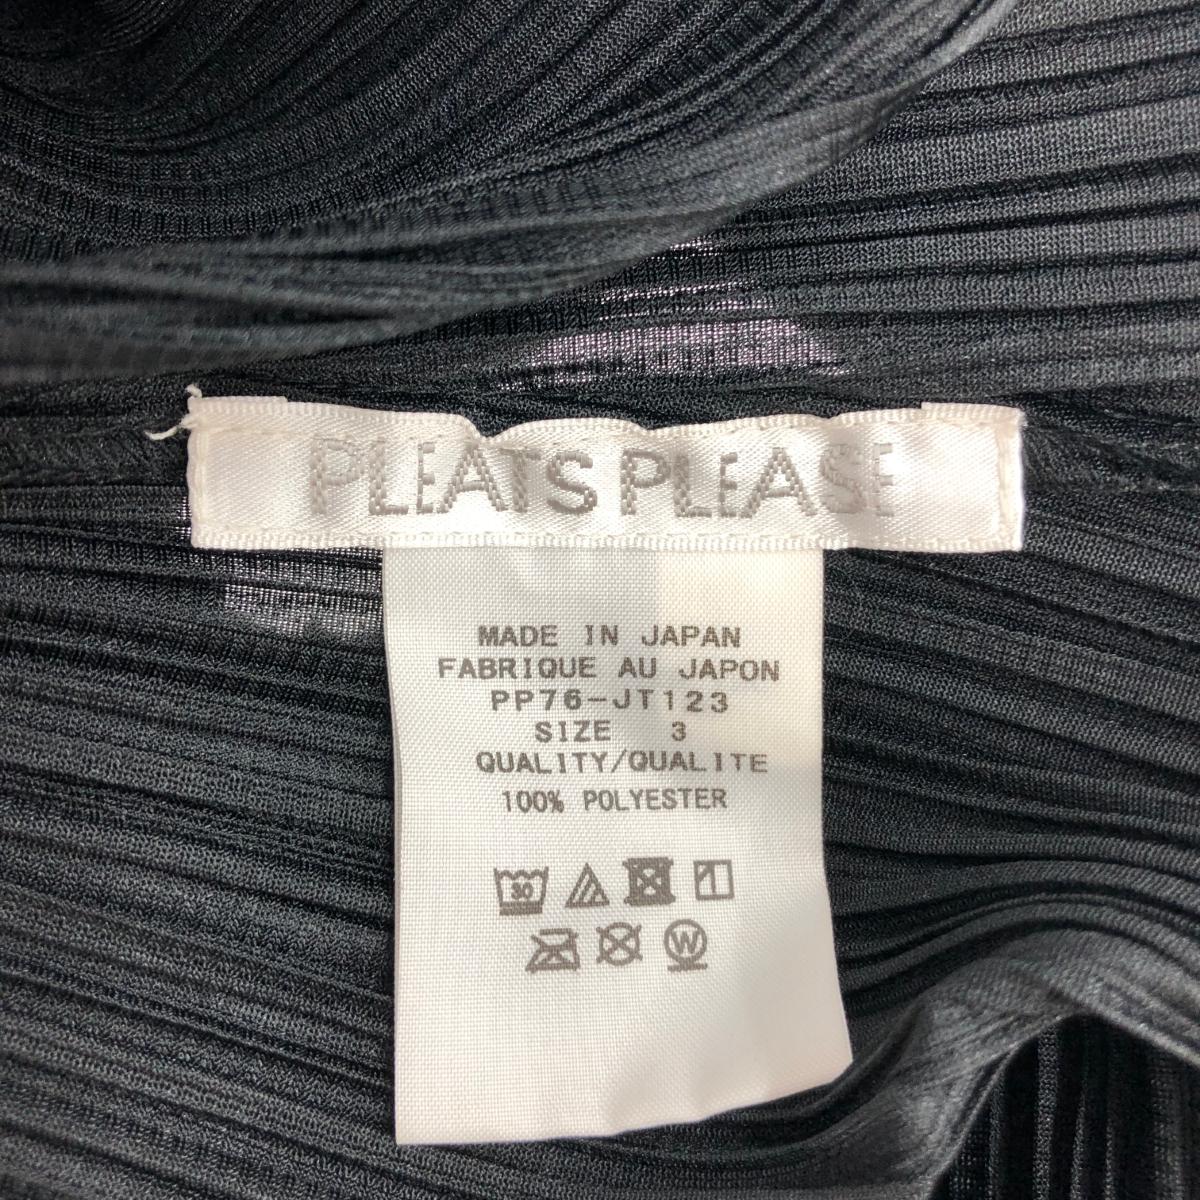 PLEATS PLEASE
MADE IN JAPAN
FABRIQUE AU JAPON
PP76-JT123
SIZE 3
QUALITY/QUALITE
100% POLYESTER
30
W